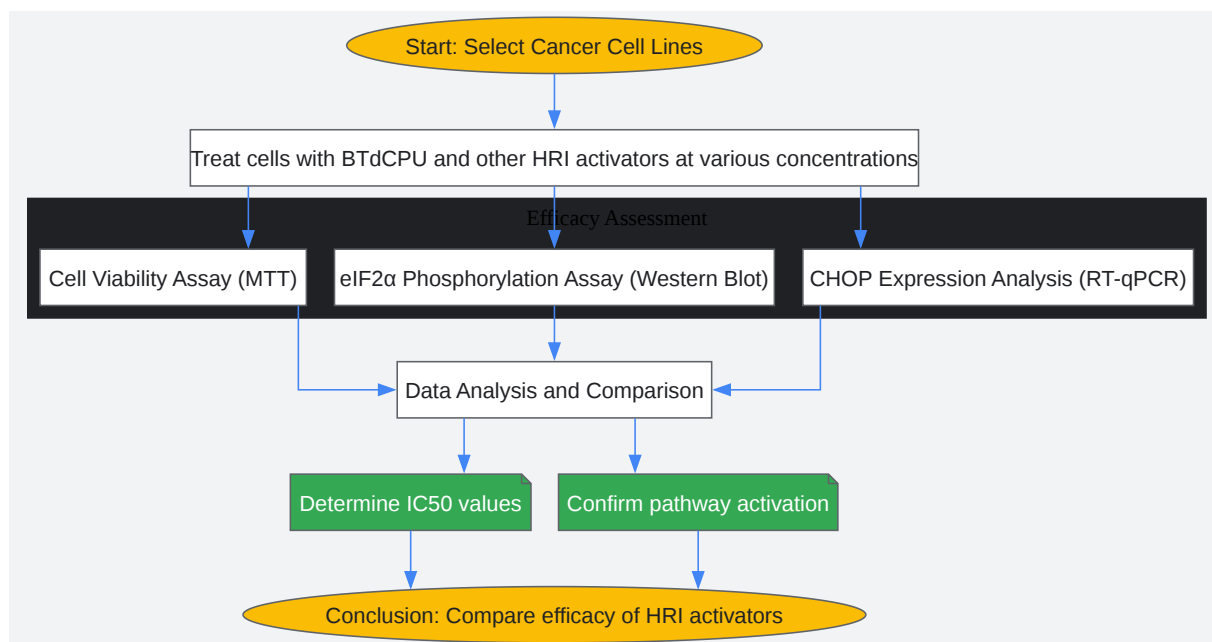 Start: Select Cancer Cell Lines
Treat cells with BTdCPU and other HRI activators at various concentrations
Efficacy Assessment
Cell Viability Assay (MTT)
eIF2α Phosphorylation Assay (Western Blot)
CHOP Expression Analysis (RT-qPCR)
Data Analysis and Comparison
Determine IC50 values
Confirm pathway activation
Conclusion: Compare efficacy of HRI activators